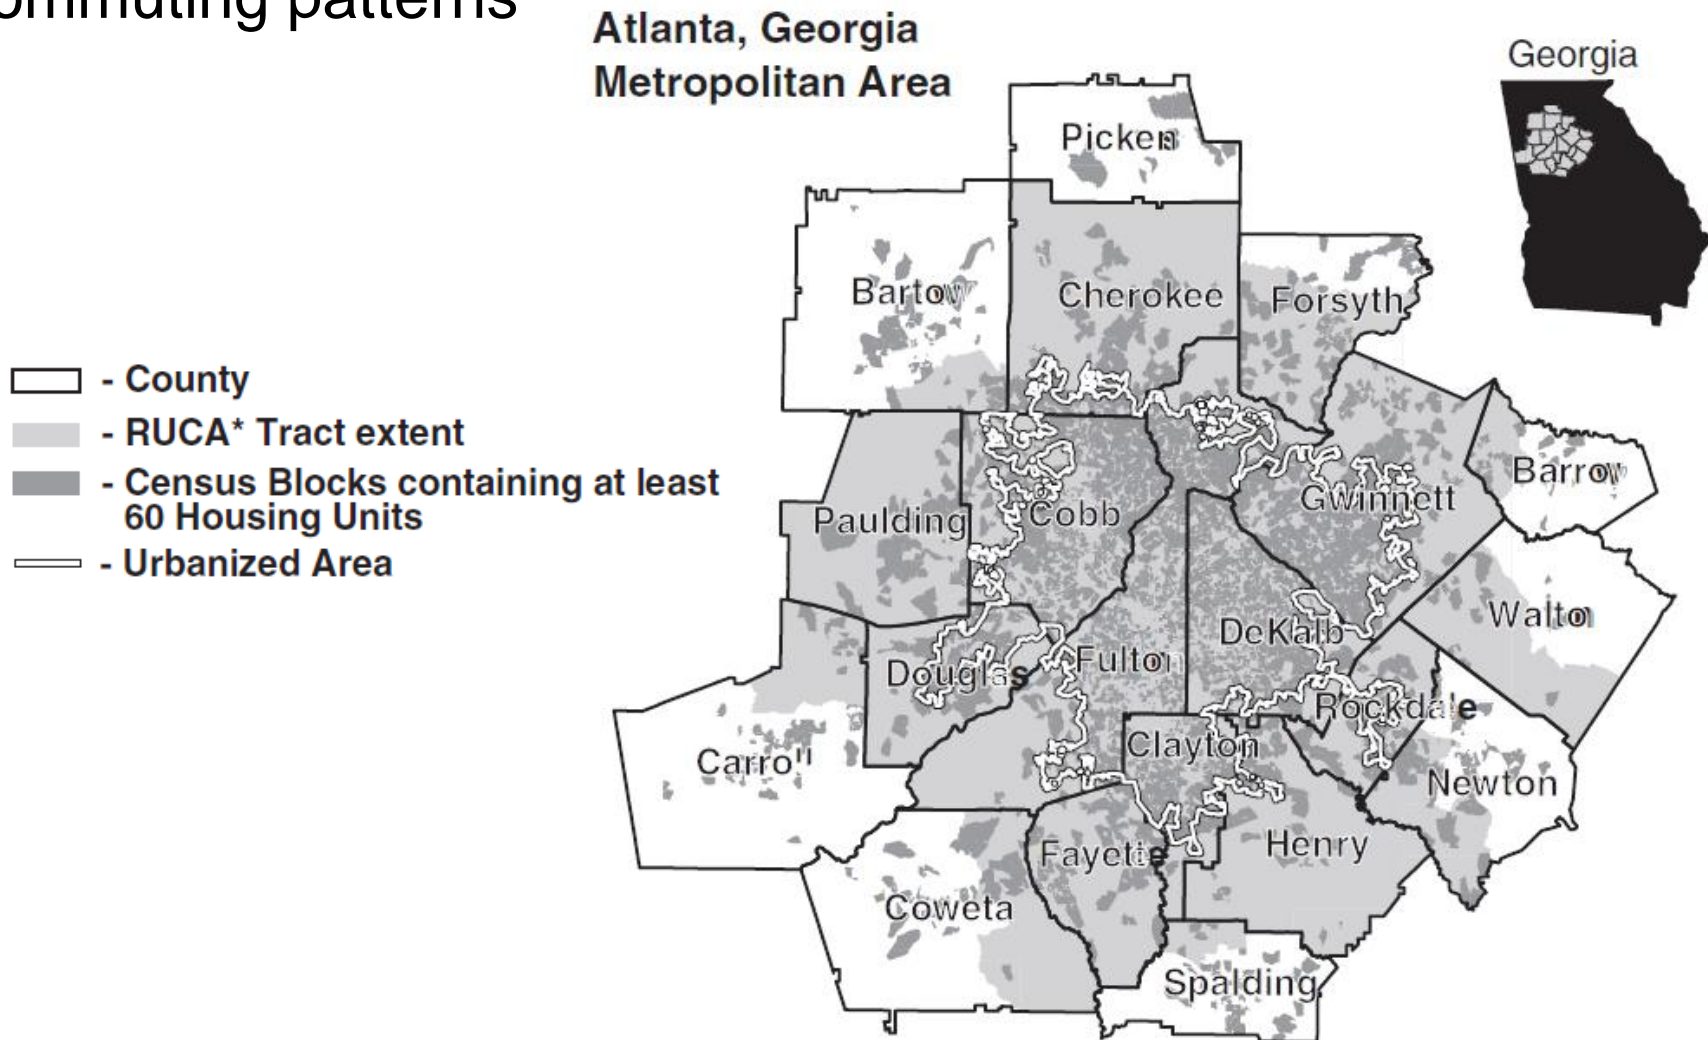 ommuting patterns
Atlanta, Georgia
Metropolitan Area
Georgia
Pickens
Bartow
Cherokee
Forsyth
- County
- RUCA* Tract extent
- Census Blocks containing at least
60 Housing Units
- Urbanized Area
Barrow
Gwinnett
Paulding
Cobb
Walton
DeKalb
Fulton
Douglas
Rockdale
Clayton
Carroll
Newton
Henry
Fayette
Coweta
Spalding